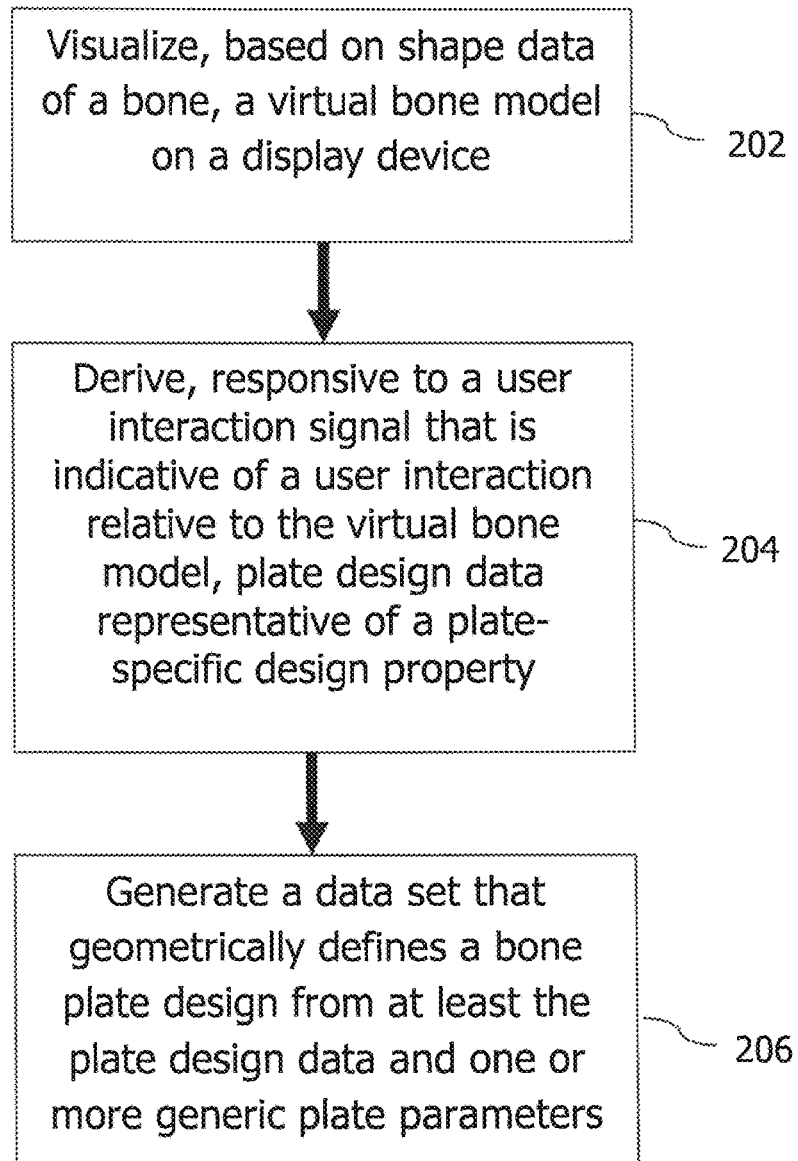 Visualize, based on shape data
of a bone, a virtual bone model
on a display device
202
Derive, responsive to a user
interaction signal that is
indicative of a user interaction
relative to the virtual bone
model, plate design data
representative of a plate-
specific design property
204
Generate a data set that
geometrically defines a bone
plate design from at least the
plate design data and one or
more generic plate parameters
206